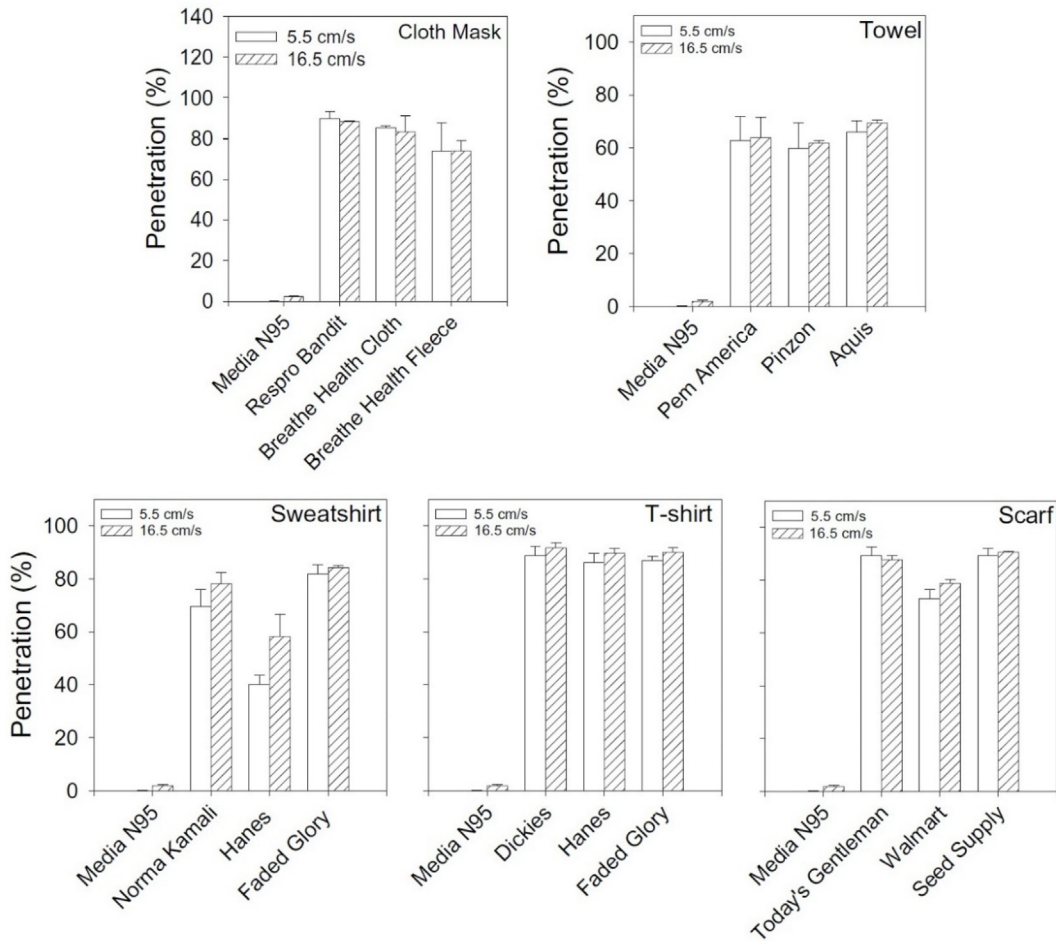 Cloth Mask
5.5 cm/s
16.5 cm/s
Penetration (%)
140
120
100
80
60
40
20
0
Media N95
Respro Bandit
Breathe Health Cloth
Breathe Health Fleece
Towel
5.5 cm/s
16.5 cm/s
Penetration (%)
100
80
60
40
20
0
Media N95
Pem America
Pinzon
Aquis
Sweatshirt
5.5 cm/s
16.5 cm/s
Penetration (%)
100
80
60
40
20
0
Media N95
Norma Kamali
Hanes
Faded Glory
T-shirt
5.5 cm/s
16.5 cm/s
Media N95
Dickies
Hanes
Faded Glory
Scarf
5.5 cm/s
16.5 cm/s
Media N95
Today's Gentleman
Walmart
Seed Supply